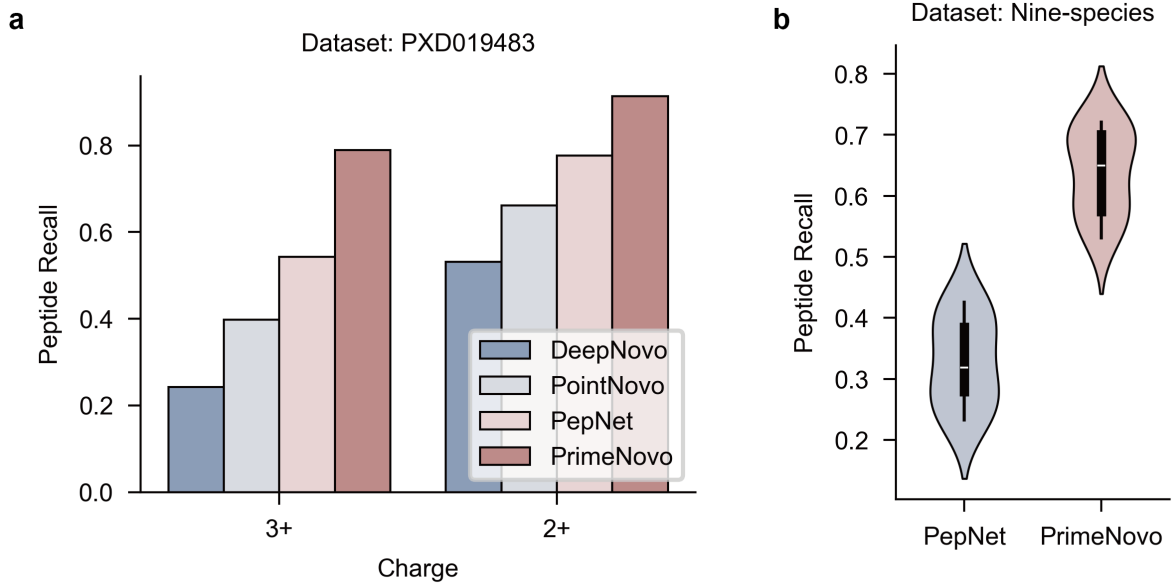 a
Dataset: PXD019483
Peptide Recall
0.8
0.6
0.4
0.2
0.0
3+
2+
Charge
DeepNovo
PointNovo
PepNet
PrimeNovo
b
Dataset: Nine-species
Peptide Recall
0.8
0.7
0.6
0.5
0.4
0.3
0.2
PepNet
PrimeNovo